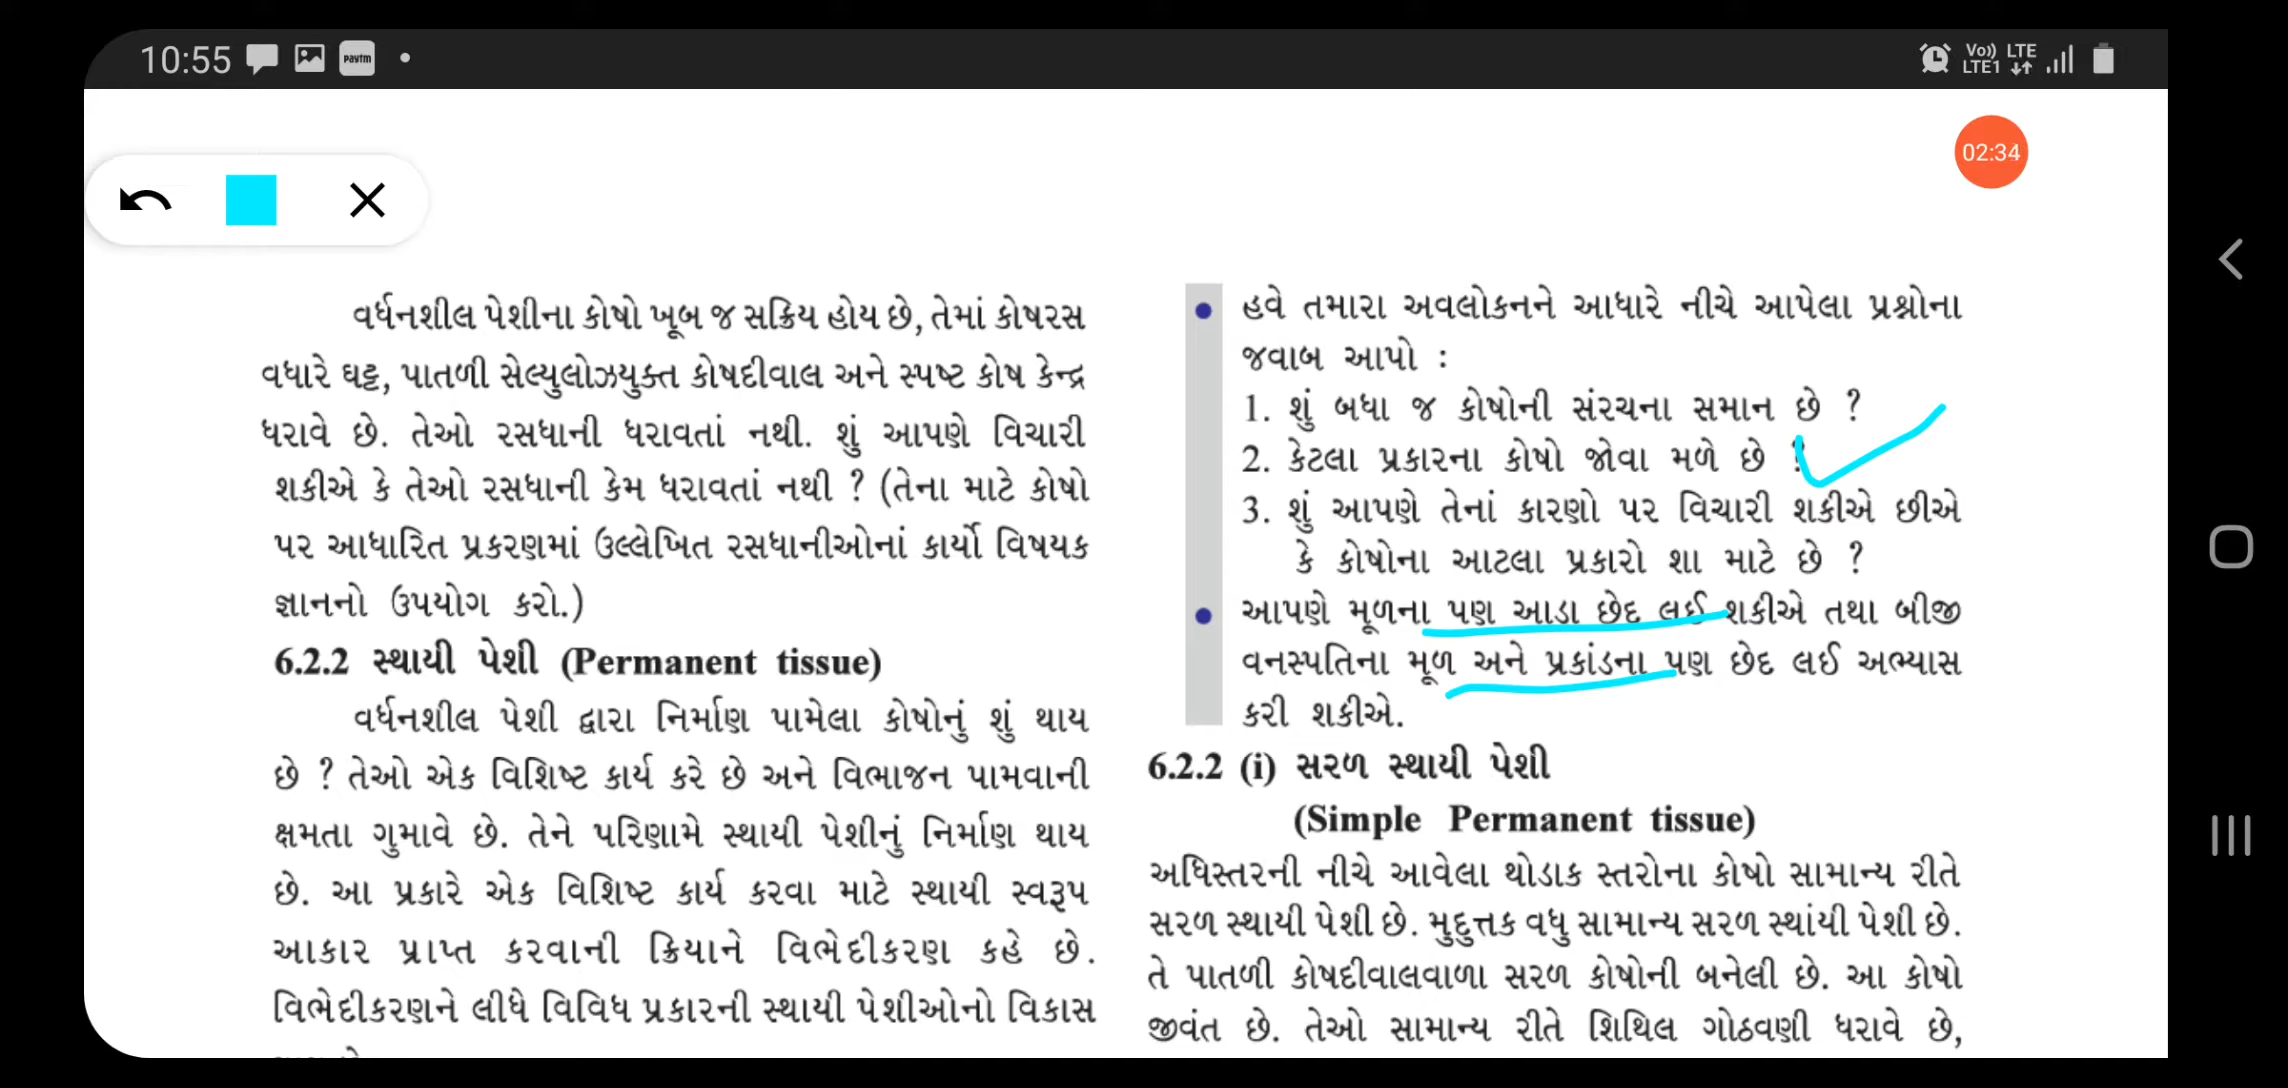 10:55
paytm
Vo)) LTE
LTE1
02:34
વર્ધનશીલ પેશીના કોષો ખૂબ જ સક્રિય હોય છે, તેમાં કોષરસ
વધારે ઘટ્ટ, પાતળી સેલ્યુલોઝયુક્ત કોષદીવાલ અને સ્પષ્ટ કોષ કેન્દ્ર
ધરાવે છે. તેઓ રસધાની ધરાવતાં નથી. શું આપણે વિચારી
શકીએ કે તેઓ રસધાની કેમ ધરાવતાં નથી ? (તેના માટે કોષો
પર આધારિત પ્રકરણમાં ઉલ્લેખિત રસધાનીઓનાં કાર્યો વિષયક
જ્ઞાનનો ઉપયોગ કરો.)
6.2.2 સ્થાયી પેશી (Permanent tissue)
વર્ધનશીલ પેશી દ્વારા નિર્માણ પામેલા કોષોનું શું થાય
છે ? તેઓ એક વિશિષ્ટ કાર્ય કરે છે અને વિભાજન પામવાની
ક્ષમતા ગુમાવે છે. તેને પરિણામે સ્થાયી પેશીનું નિર્માણ થાય
છે. આ પ્રકારે એક વિશિષ્ટ કાર્ય કરવા માટે સ્થાયી સ્વરૂપ
આકાર પ્રાપ્ત કરવાની ક્રિયાને વિભેદીકરણ કહે છે.
વિભેદીકરણને લીધે વિવિધ પ્રકારની સ્થાયી પેશીઓનો વિકાસ
• હવે તમારા અવલોકનને આધારે નીચે આપેલા પ્રશ્નોના
જવાબ આપો :
1. શું બધા જ કોષોની સંરચના સમાન છે ?
2. કેટલા પ્રકારના કોષો જોવા મળે છે ?
3. શું આપણે તેનાં કારણો પર વિચારી શકીએ છીએ
કે કોષોના આટલા પ્રકારો શા માટે છે ?
• આપણે મૂળના પણ આડા છેદ લઈ શકીએ તથા બીજી
વનસ્પતિના મૂળ અને પ્રકાંડના પણ છેદ લઈ અભ્યાસ
કરી શકીએ.
6.2.2 (i) સરળ સ્થાયી પેશી
(Simple Permanent tissue)
અધિસ્તરની નીચે આવેલા થોડાક સ્તરોના કોષો સામાન્ય રીતે
સરળ સ્થાયી પેશી છે. મુદુત્તક વધુ સામાન્ય સરળ સ્થાંયી પેશી છે.
તે પાતળી કોષદીવાલવાળા સરળ કોષોની બનેલી છે. આ કોષો
જીવંત છે. તેઓ સામાન્ય રીતે શિથિલ ગોઠવણી ધરાવે છે,